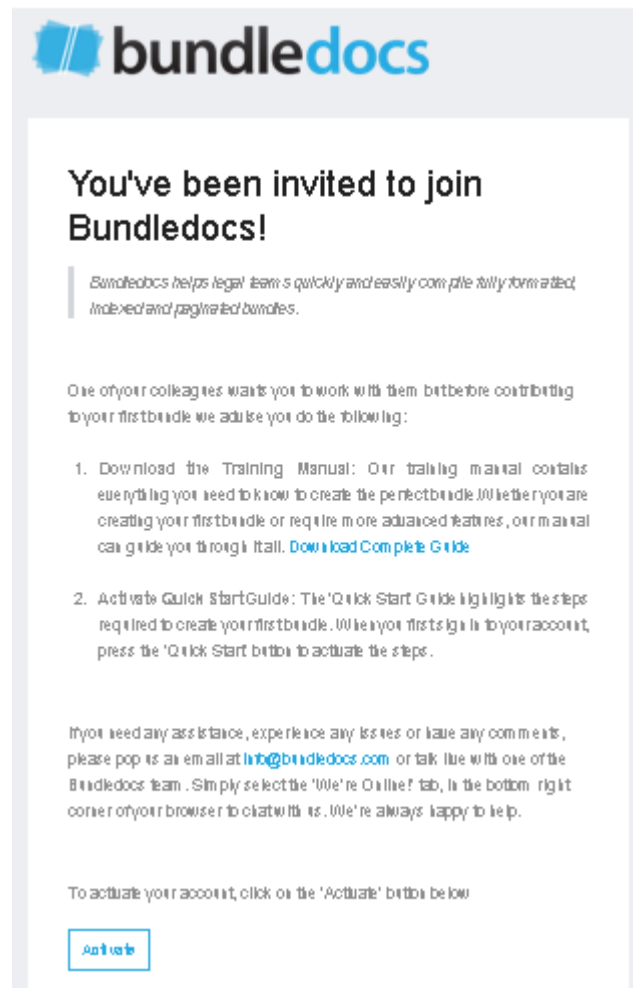 bundledocs
You've been invited to join
Bundledocs!
Bundledocs helps legal teams quickly and easily compile fully formatted,
indexed and paginated bundles.
One of your colleagues wants you to work with them but before contributing
to your first bundle we advise you do the following:
1. Download the Training Manual: Our training manual contains
everything you need to know to create the perfect bundle. Whether you are
creating your first bundle or require more advanced features, our manual
can guide you through it all. Download Complete Guide
2. Activate Quick Start Guide: The 'Quick Start' Guide highlights the steps
required to create your first bundle. When you first sign in to your account,
press the 'Quick Start' button to activate the steps.
If you need any assistance, experience any issues or have any comments,
please pop us an email at info@bundledocs.com or talk live with one of the
Bundledocs team. Simply select the 'We're Online!' tab, in the bottom right
corner of your browser to chat with us. We're always happy to help.
To activate your account, click on the 'Activate' button below
Activate